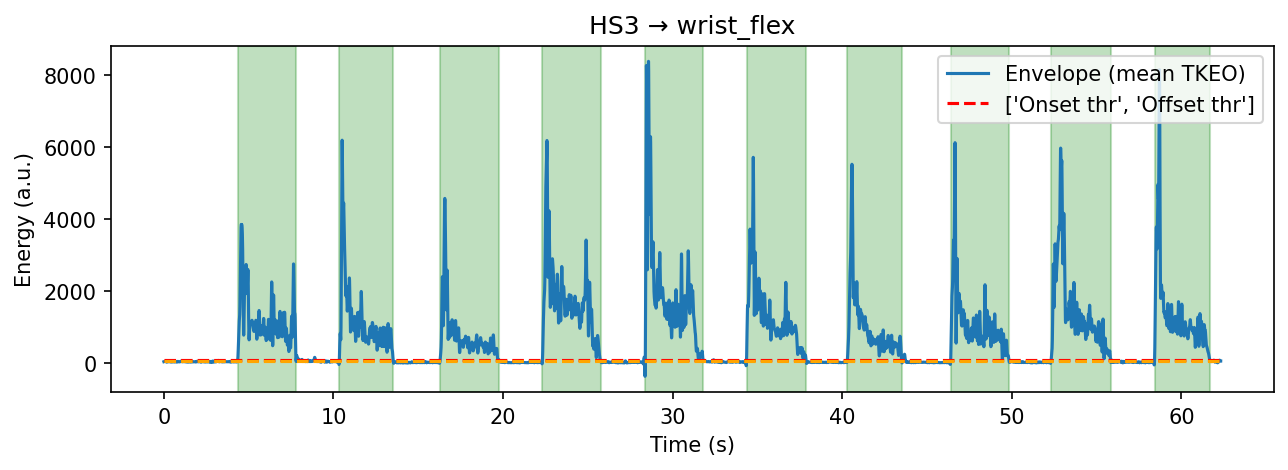 HS3 → wrist_flex
Energy (a.u.)
8000
6000
4000
2000
0
Envelope (mean TKEO)
['Onset thr', 'Offset thr']
0 10 20 30 40 50 60
Time (s)